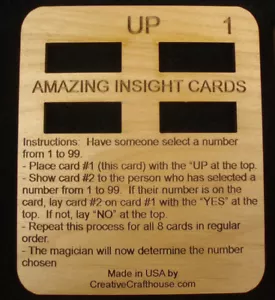 UP 1
AMAZING INSIGHT CARDS
Instructions: Have someone select a number
from 1 to 99.
- Place card #1 (this card) with the "UP at the top.
- Show card #2 to the person who has selected a
number from 1 to 99. If their number is on the
card, lay card #2 on card #1 with the "YES" at the
top. If not, lay "NO" at the top.
- Repeat this process for all 8 cards in regular
order.
- The magician will now determine the number
chosen
Made in USA by
CreativeCrafthouse.com